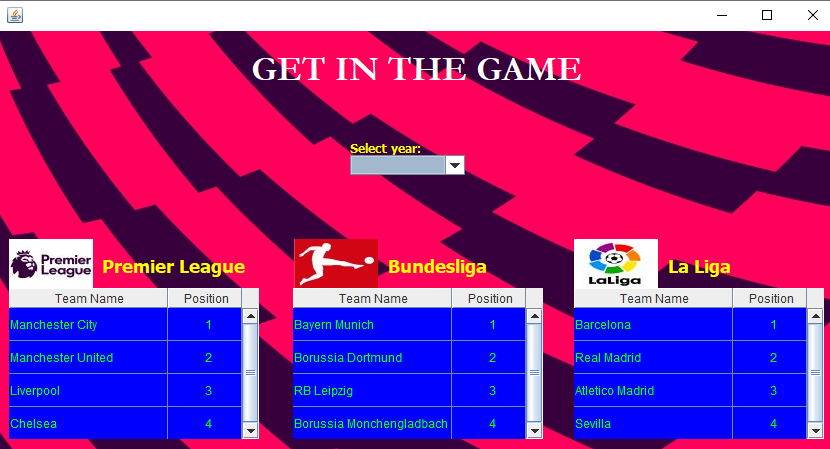 GET IN THE GAME
Select year:
Premier
League
Premier League
Team Name Position
Manchester City 1
Manchester United 2
Liverpool 3
Chelsea 4
Bundesliga
Team Name Position
Bayern Munich 1
Borussia Dortmund 2
RB Leipzig 3
Borussia Monchengladbach 4
LaLiga
La Liga
Team Name Position
Barcelona 1
Real Madrid 2
Atletico Madrid 3
Sevilla 4